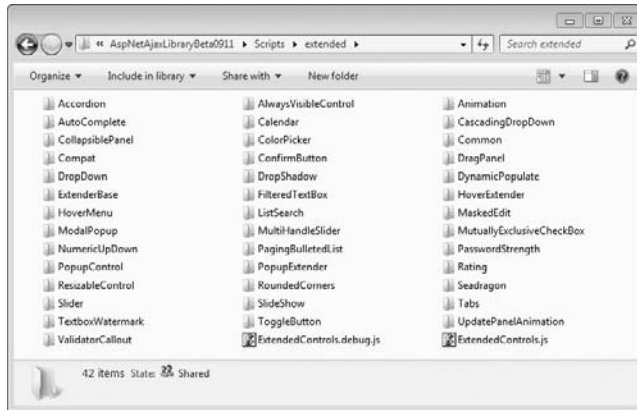 « AspNetAjaxLibraryBeta0911 ▸ Scripts ▸ extended ▸ Search extended
Organize ▼ Include in library ▼ Share with ▼ New folder
Accordion AlwaysVisibleControl Animation
AutoComplete Calendar CascadingDropDown
CollapsiblePanel ColorPicker Common
Compat ConfirmButton DragPanel
DropDown DropShadow DynamicPopulate
ExtenderBase FilteredTextBox HoverExtender
HoverMenu ListSearch MaskedEdit
ModalPopup MultiHandleSlider MutuallyExclusiveCheckBox
NumericUpDown PagingBulletedList PasswordStrength
PopupControl PopupExtender Rating
ResizableControl RoundedCorners Seadragon
Slider SlideShow Tabs
TextboxWatermark ToggleButton UpdatePanelAnimation
ValidatorCallout ExtendedControls.debug.js ExtendedControls.js
42 items State: Shared